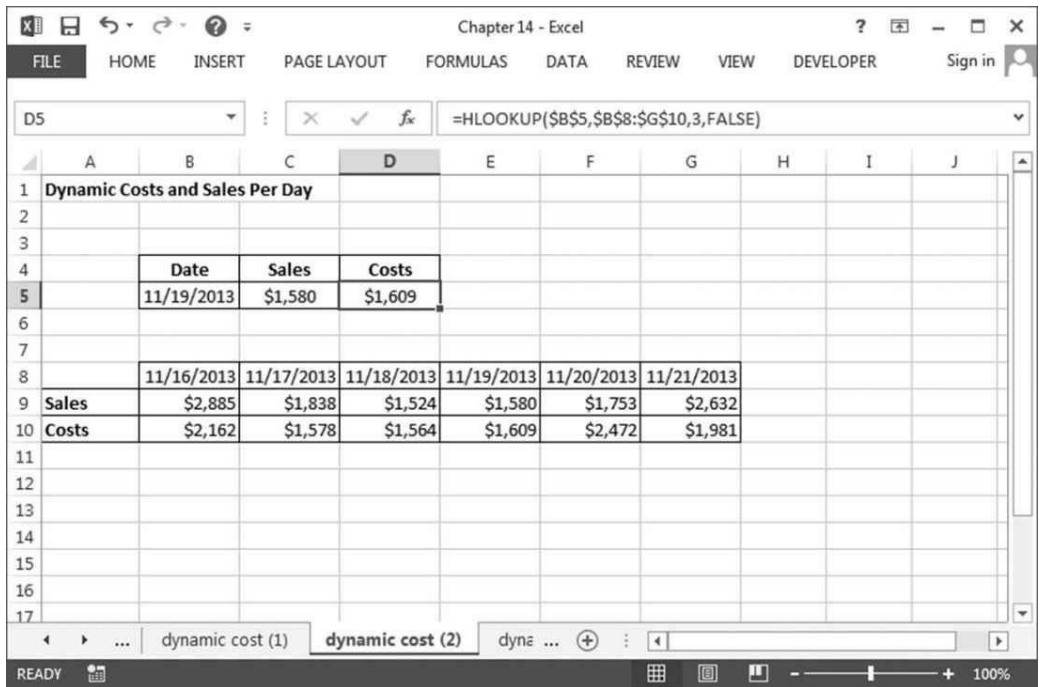 Chapter 14 - Excel
FILE HOME INSERT PAGE LAYOUT FORMULAS DATA REVIEW VIEW DEVELOPER Sign in
D5 fx =HLOOKUP($B$5,$B$8:$G$10,3,FALSE)
A B C D E F G H I J
1 Dynamic Costs and Sales Per Day
2
3
4 Date Sales Costs
5 11/19/2013 $1,580 $1,609
6
7
8 11/16/2013 11/17/2013 11/18/2013 11/19/2013 11/20/2013 11/21/2013
9 Sales $2,885 $1,838 $1,524 $1,580 $1,753 $2,632
10 Costs $2,162 $1,578 $1,564 $1,609 $2,472 $1,981
11
12
13
14
15
16
17
... dynamic cost (1) dynamic cost (2) dyna ...
READY 100%